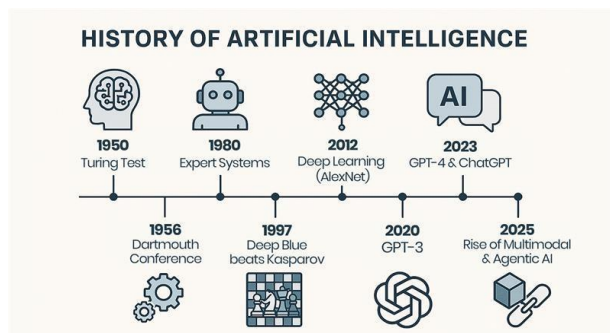 HISTORY OF ARTIFICIAL INTELLIGENCE
AI
1950
Turing Test
1980
Expert Systems
2012
Deep Learning
(AlexNet)
2023
GPT-4 & ChatGPT
1956
Dartmouth
Conference
1997
Deep Blue
beats Kasparov
2020
GPT-3
2025
Rise of Multimodal
& Agentic AI